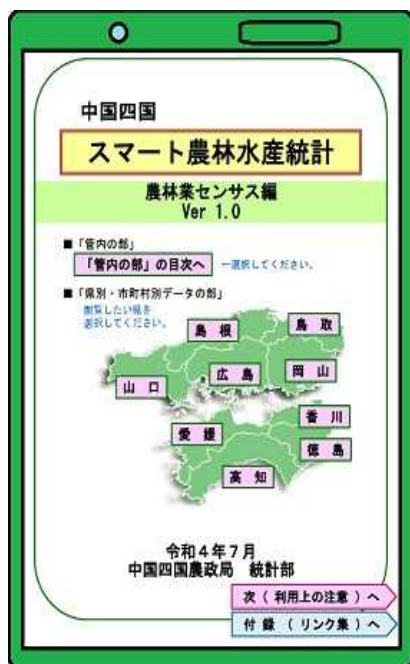 中国四国
スマート農林水産統計
農林業センサス編
Ver 1.0
■「管内の部」
「管内の部」の目次へ ←選択してください。
■「県別・市町村別データの部」
閲覧したい県を
選択してください。
島根
鳥取
山口
広島
岡山
香川
愛媛
徳島
高知
令和4年7月
中国四国農政局 統計部
次(利用上の注意)へ
付録(リンク集)へ